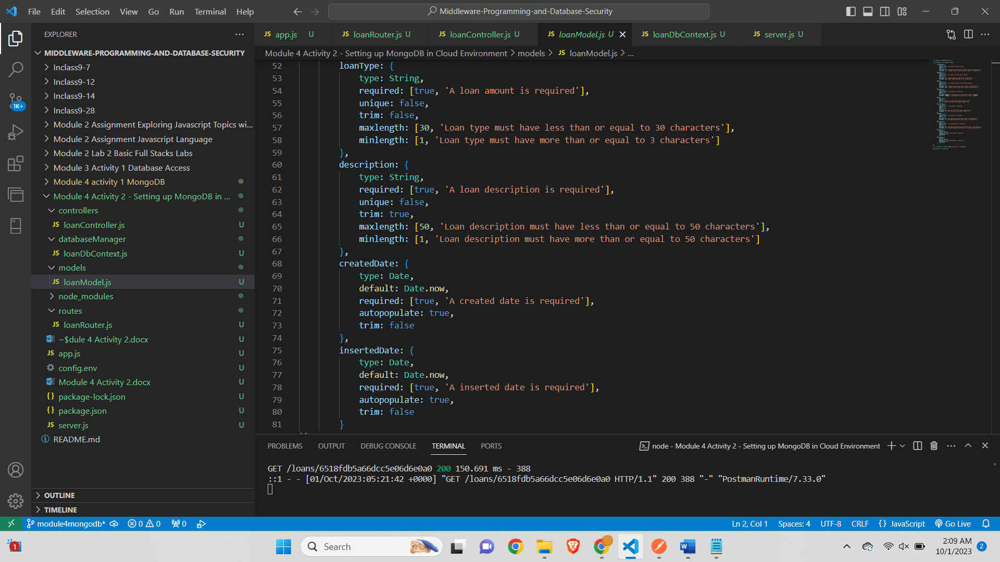 File Edit Selection View Go Run Terminal Help
Middleware-Programming-and-Database-Security
EXPLORER
MIDDLEWARE-PROGRAMMING-AND-DATABASE-SECURITY
Inclass9-7
Inclass9-12
Inclass9-14
Inclass9-28
Module 2 Assignment Exploring Javascript Topics wi...
Module 2 Assignment Javascript Language
Module 2 Lab 2 Basic Full Stacks Labs
Module 3 Activity 1 Database Access
Module 4 activity 1 MongoDB
Module 4 Activity 2 - Setting up MongoDB in ...
controllers
JS loanController.js U
databaseManager
JS loanDbContext.js U
models
JS loanModel.js U
node_modules
routes
JS loanRouter.js U
~$dule 4 Activity 2.docx U
JS app.js U
config.env U
Module 4 Activity 2.docx U
{} package-lock.json U
{} package.json U
JS server.js U
README.md
OUTLINE
TIMELINE
1K+
JS app.js U JS loanRouter.js U JS loanController.js U JS loanModel.js U JS loanDbContext.js U JS server.js U
Module 4 Activity 2 - Setting up MongoDB in Cloud Environment > models > JS loanModel.js > ...
52 loanType: {
53 type: String,
54 required: [true, 'A loan amount is required'],
55 unique: false,
56 trim: false,
57 maxlength: [30, 'Loan type must have less than or equal to 30 characters'],
58 minlength: [1, 'Loan type must have more than or equal to 3 characters']
59 },
60 description: {
61 type: String,
62 required: [true, 'A loan description is required'],
63 unique: false,
64 trim: true,
65 maxlength: [50, 'Loan description must have less than or equal to 50 characters'],
66 minlength: [1, 'Loan description must have more than or equal to 50 characters']
67 },
68 createdDate: {
69 type: Date,
70 default: Date.now,
71 required: [true, 'A created date is required'],
72 autopopulate: true,
73 trim: false
74 },
75 insertedDate: {
76 type: Date,
77 default: Date.now,
78 required: [true, 'A inserted date is required'],
79 autopopulate: true,
80 trim: false
81 }
PROBLEMS OUTPUT DEBUG CONSOLE TERMINAL PORTS
node - Module 4 Activity 2 - Setting up MongoDB in Cloud Environment
GET /loans/6518fdb5a66dcc5e06d6e0a0 200 150.691 ms - 388
::1 - - [01/Oct/2023:05:21:42 +0000] "GET /loans/6518fdb5a66dcc5e06d6e0a0 HTTP/1.1" 200 388 "-" "PostmanRuntime/7.33.0"
module4mongodb* 0 0 0
Ln 2, Col 1 Spaces: 4 UTF-8 CRLF {} JavaScript Go Live
1
Search
2:09 AM
10/1/2023
2